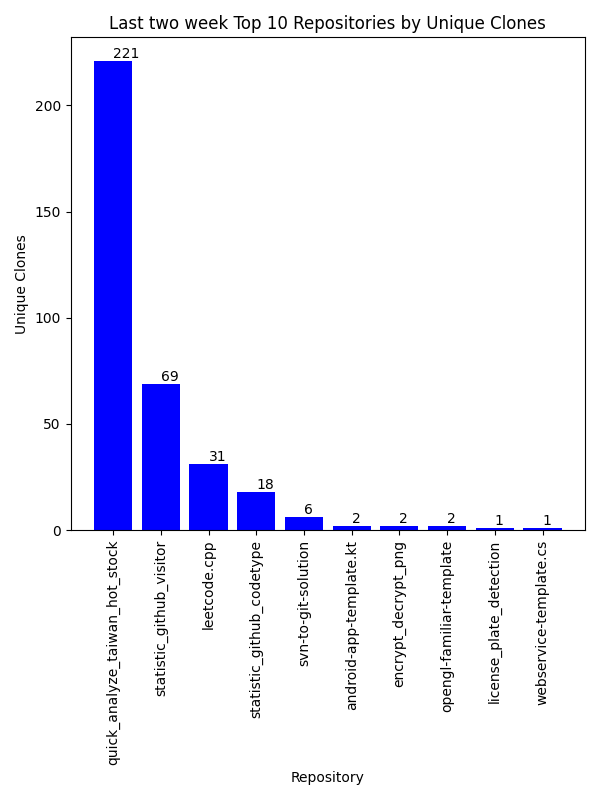 Last two week Top 10 Repositories by Unique Clones
221
69
31
18
6
2
2
2
1
1
200
150
100
50
0
Unique Clones
quick_analyze_taiwan_hot_stock
statistic_github_visitor
leetcode.cpp
statistic_github_codetype
svn-to-git-solution
android-app-template.kt
encrypt_decrypt_png
opengl-familiar-template
license_plate_detection
webservice-template.cs
Repository